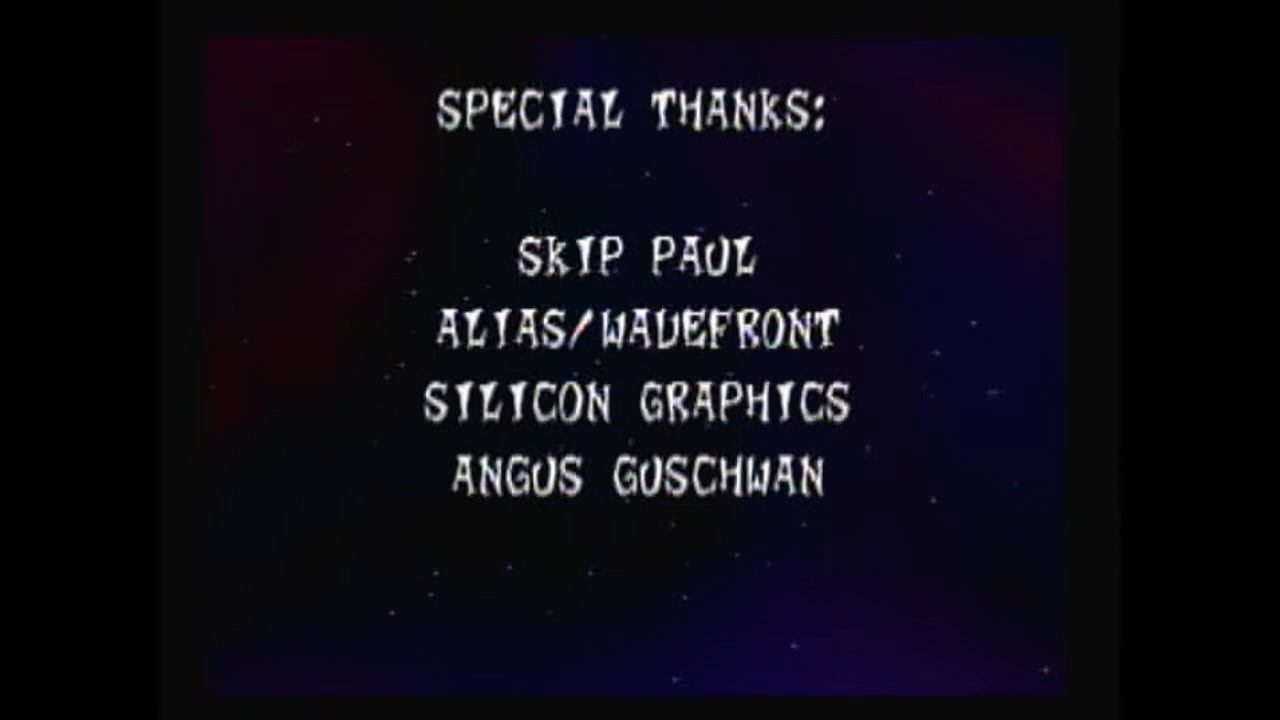 SPECIAL THANKS:
SKIP PAUL
ALIAS/WAVEFRONT
SILICON GRAPHICS
ANGUS GUSCHWAN